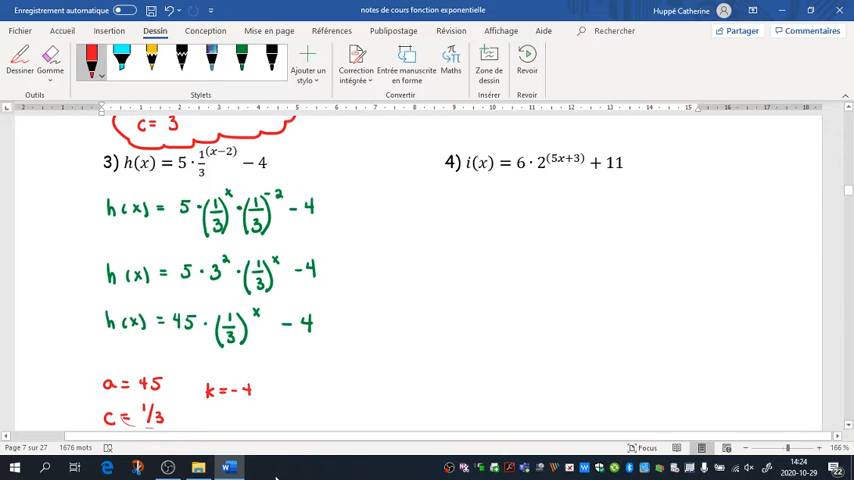 Enregistrement automatique
notes de cours fonction exponentielle
Huppé Catherine
Fichier Accueil Insertion Dessin Conception Mise en page Références Publipostage Révision Affichage Aide Rechercher Partager Commentaires
Dessiner Gomme Ajouter un stylo Correction intégrée Entrée manuscrite en forme Maths Zone de dessin Revoir
Dessiner Stylets Convertir Insérer Revoir
c = 3
3) h(x) = 5 · 1/3^(x−2) − 4
4) i(x) = 6 · 2^(5x+3) + 11
h(x) = 5 · (1/3)^x · (1/3)^-2 - 4
h(x) = 5 · 3^2 · (1/3)^x - 4
h(x) = 45 · (1/3)^x - 4
a = 45 k = -4
c = 1/3
Page 7 sur 27 1676 mots Focus 166 %
14:24
2020-10-29
22